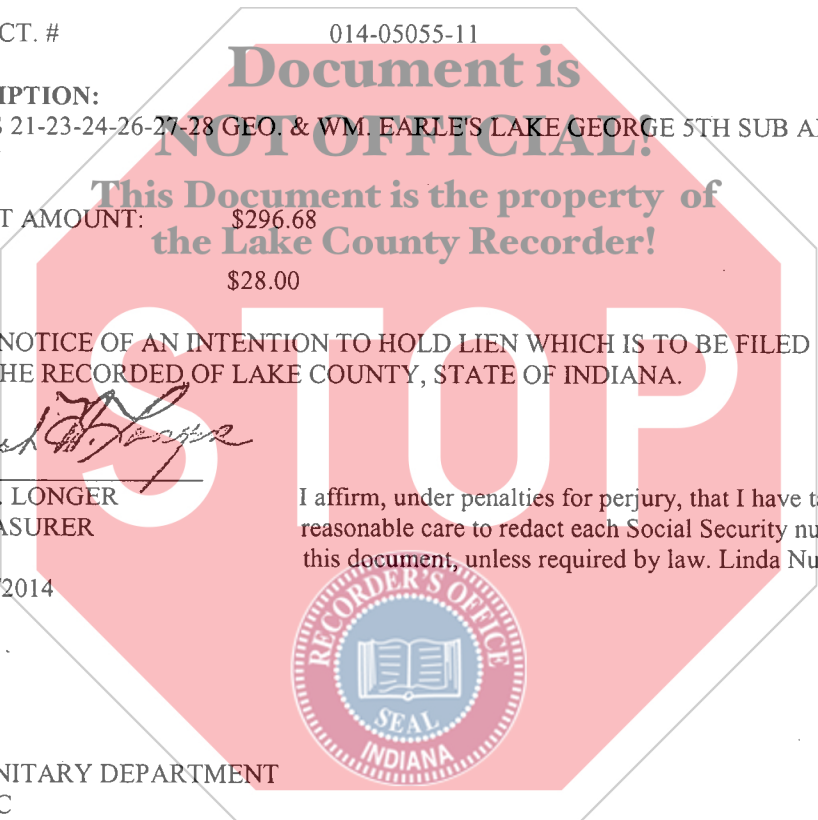 CT. # 014-05055-11
Document is
IPTION:
21-23-24-26-27-28 GEO. & WM. EARLE'S LAKE GEORGE 5TH SUB
NOT OFFICIAL!
This Document is the property of
T AMOUNT: $296.68
the Lake County Recorder!
$28.00
STOP
NOTICE OF AN INTENTION TO HOLD LIEN WHICH IS TO BE FILED
HE RECORDED OF LAKE COUNTY, STATE OF INDIANA.
. LONGER
ASURER
/2014
I affirm, under penalties for perjury, that I have ta
reasonable care to redact each Social Security nu
this document, unless required by law. Linda Nu
RECORDER'S OFFICE
SEAL
INDIANA
NITARY DEPARTMENT
C